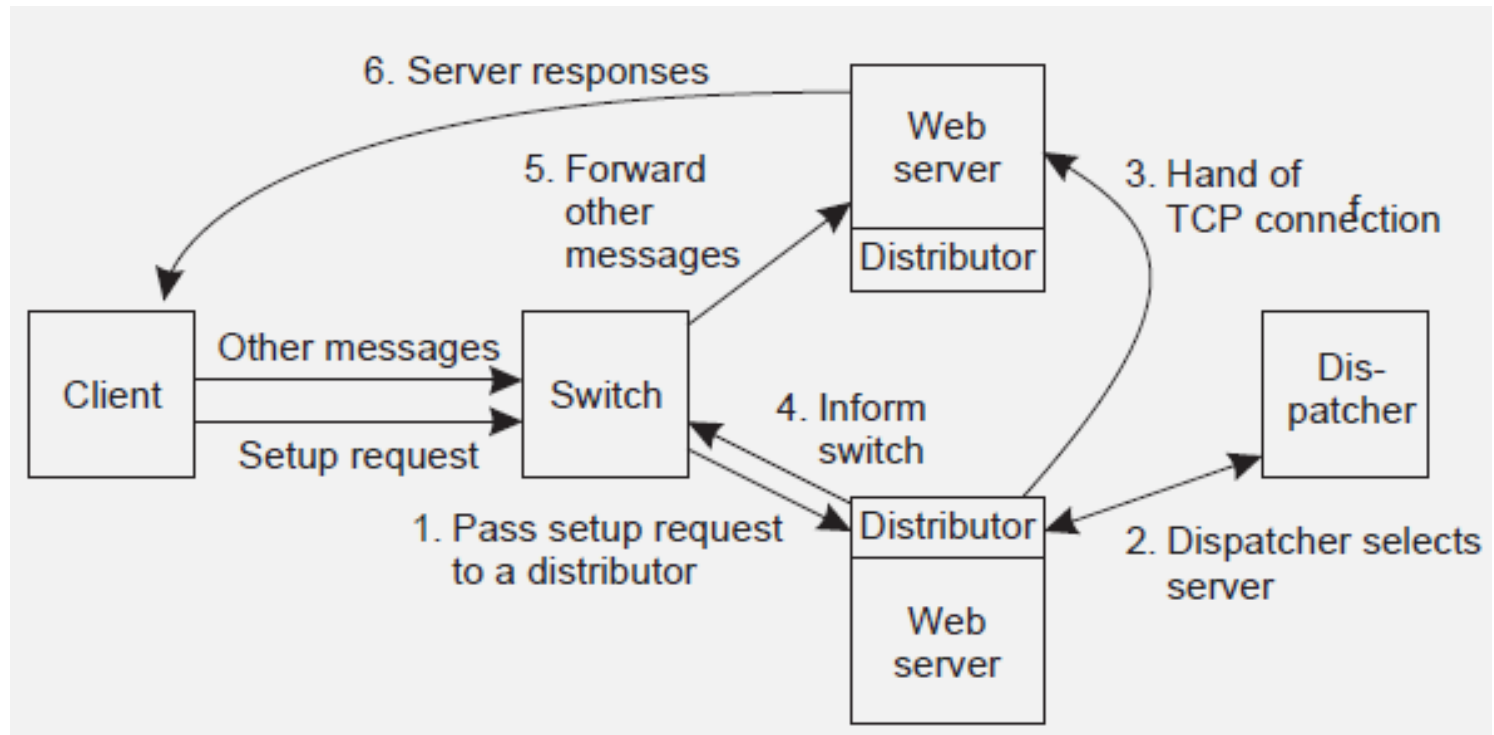 6. Server responses
Web
server
Distributor
5. Forward
other
messages
3. Hand of
f
TCP connection
Client
Other messages
Setup request
Switch
4. Inform
switch
Dis-
patcher
1. Pass setup request
to a distributor
Distributor
Web
server
2. Dispatcher selects
server